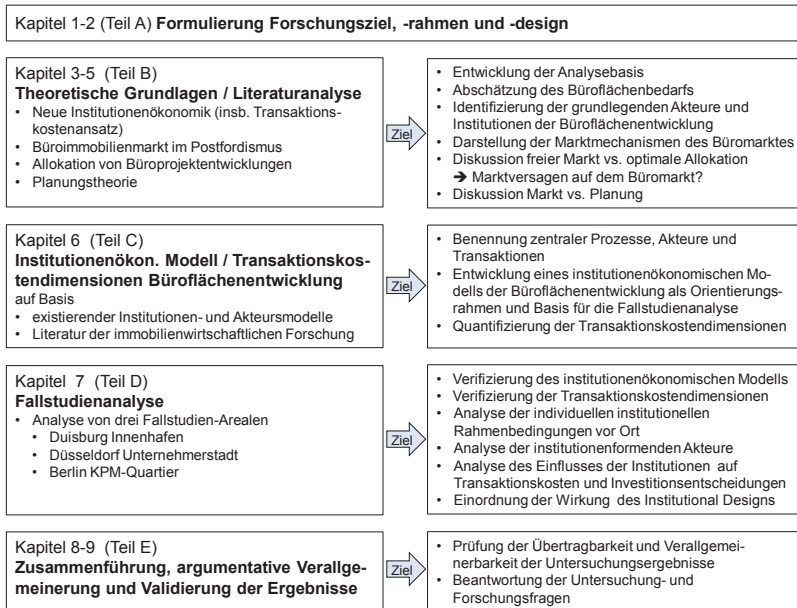 Kapitel 1-2 (Teil A) Formulierung Forschungsziel, -rahmen und -design
Kapitel 3-5 (Teil B)
Theoretische Grundlagen / Literaturanalyse
• Neue Institutionenökonomik (insb. Transaktions-
kostenansatz)
• Büroimmobilienmarkt im Postfordismus
• Allokation von Büroprojektentwicklungen
• Planungstheorie
Ziel
• Entwicklung der Analysebasis
• Abschätzung des Büroflächenbedarfs
• Identifizierung der grundlegenden Akteure und
Institutionen der Büroflächenentwicklung
• Darstellung der Marktmechanismen des Büromarktes
• Diskussion freier Markt vs. optimale Allokation
➔ Marktversagen auf dem Büromarkt?
• Diskussion Markt vs. Planung
Kapitel 6 (Teil C)
Institutionenökon. Modell / Transaktionskos-
tendimensionen Büroflächenentwicklung
auf Basis
• existierender Institutionen- und Akteursmodelle
• Literatur der immobilienwirtschaftlichen Forschung
Ziel
• Benennung zentraler Prozesse, Akteure und
Transaktionen
• Entwicklung eines institutionenökonomischen Mo-
dells der Büroflächenentwicklung als Orientierungs-
rahmen und Basis für die Fallstudienanalyse
• Quantifizierung der Transaktionskostendimensionen
Kapitel 7 (Teil D)
Fallstudienanalyse
• Analyse von drei Fallstudien-Arealen
• Duisburg Innenhafen
• Düsseldorf Unternehmerstadt
• Berlin KPM-Quartier
Ziel
• Verifizierung des institutionenökonomischen Modells
• Verifizierung der Transaktionskostendimensionen
• Analyse der individuellen institutionellen
Rahmenbedingungen vor Ort
• Analyse der institutionenformenden Akteure
• Analyse des Einflusses der Institutionen auf
Transaktionskosten und Investitionsentscheidungen
• Einordnung der Wirkung des Institutional Designs
Kapitel 8-9 (Teil E)
Zusammenführung, argumentative Verallge-
meinerung und Validierung der Ergebnisse
Ziel
• Prüfung der Übertragbarkeit und Verallgemei-
nerbarkeit der Untersuchungsergebnisse
• Beantwortung der Untersuchung- und
Forschungsfragen